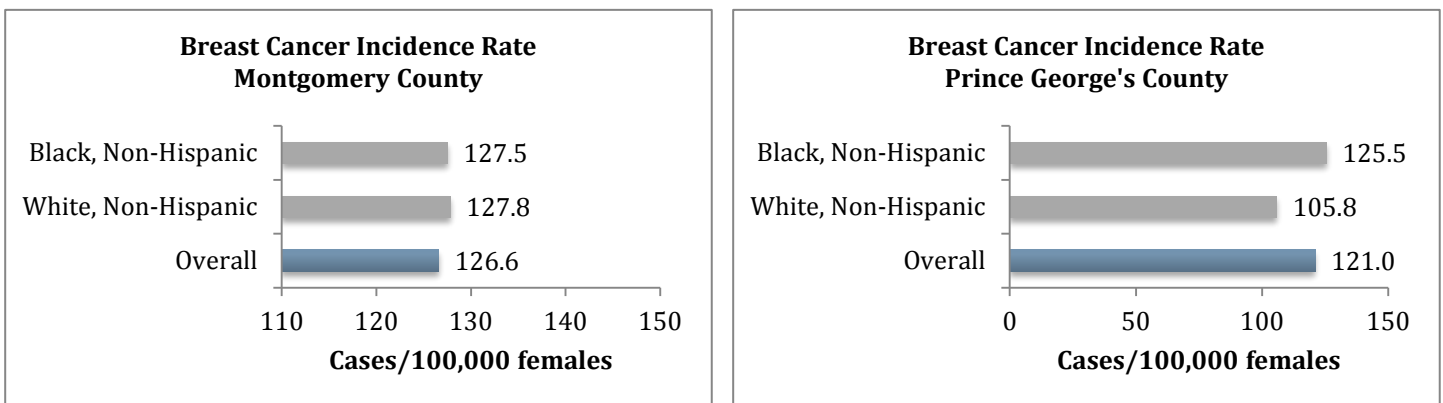 Breast Cancer Incidence Rate
Montgomery County
Black, Non-Hispanic 127.5
White, Non-Hispanic 127.8
Overall 126.6
110 120 130 140 150
Cases/100,000 females
Breast Cancer Incidence Rate
Prince George's County
Black, Non-Hispanic 125.5
White, Non-Hispanic 105.8
Overall 121.0
0 50 100 150
Cases/100,000 females